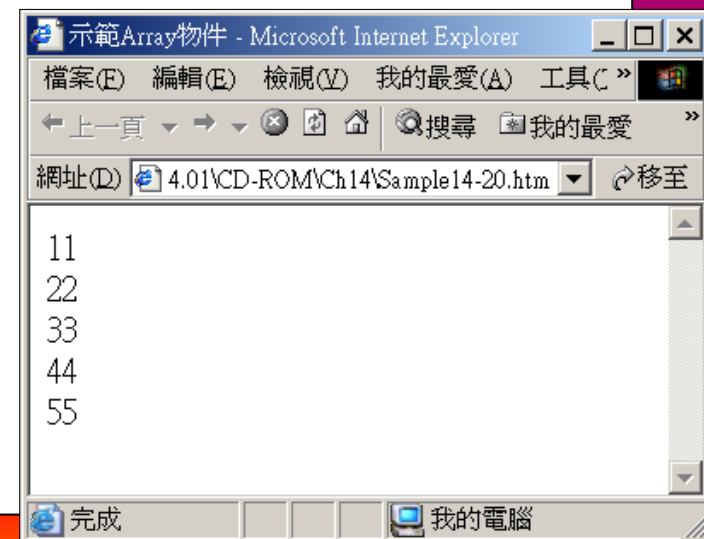 示範Array物件 - Microsoft Internet Explorer
檔案(F) 編輯(E) 檢視(V) 我的最愛(A) 工具( »
上一頁 搜尋 我的最愛 »
網址(D) 4.01\CD-ROM\Ch14\Sample14-20.htm 移至
11
22
33
44
55
完成 我的電腦